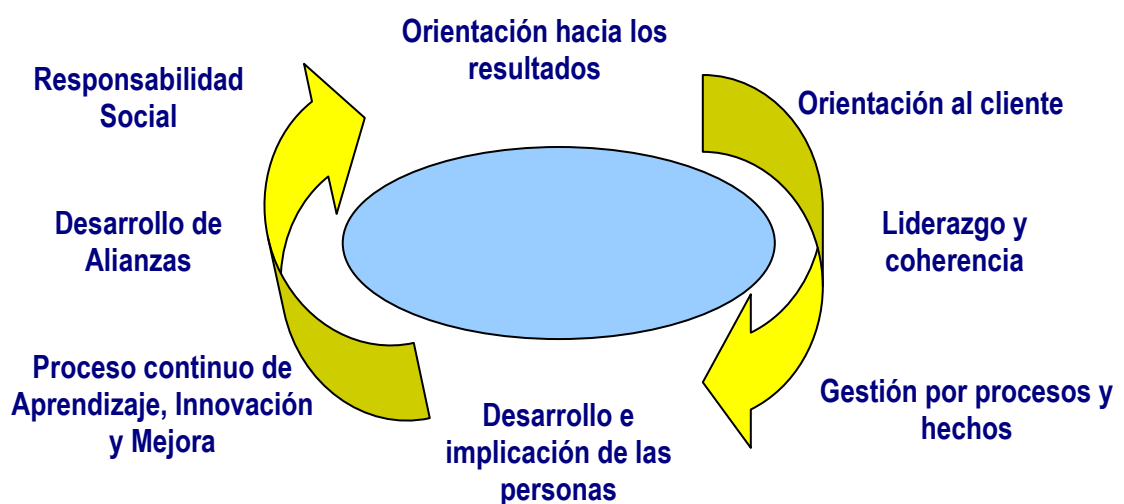 Orientación hacia los
resultados
Orientación al cliente
Liderazgo y
coherencia
Gestión por procesos y
hechos
Desarrollo e
implicación de las
personas
Proceso continuo de
Aprendizaje, Innovación
y Mejora
Desarrollo de
Alianzas
Responsabilidad
Social